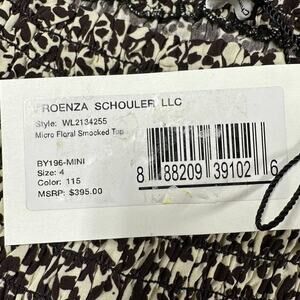 ROENZA SCHOULER LLC
Style: WL2134255
Micro Floral Smocked Top
BY196-MINI
Size: 4
Color: 115
MSRP: $395.00
8 88209 39102 6